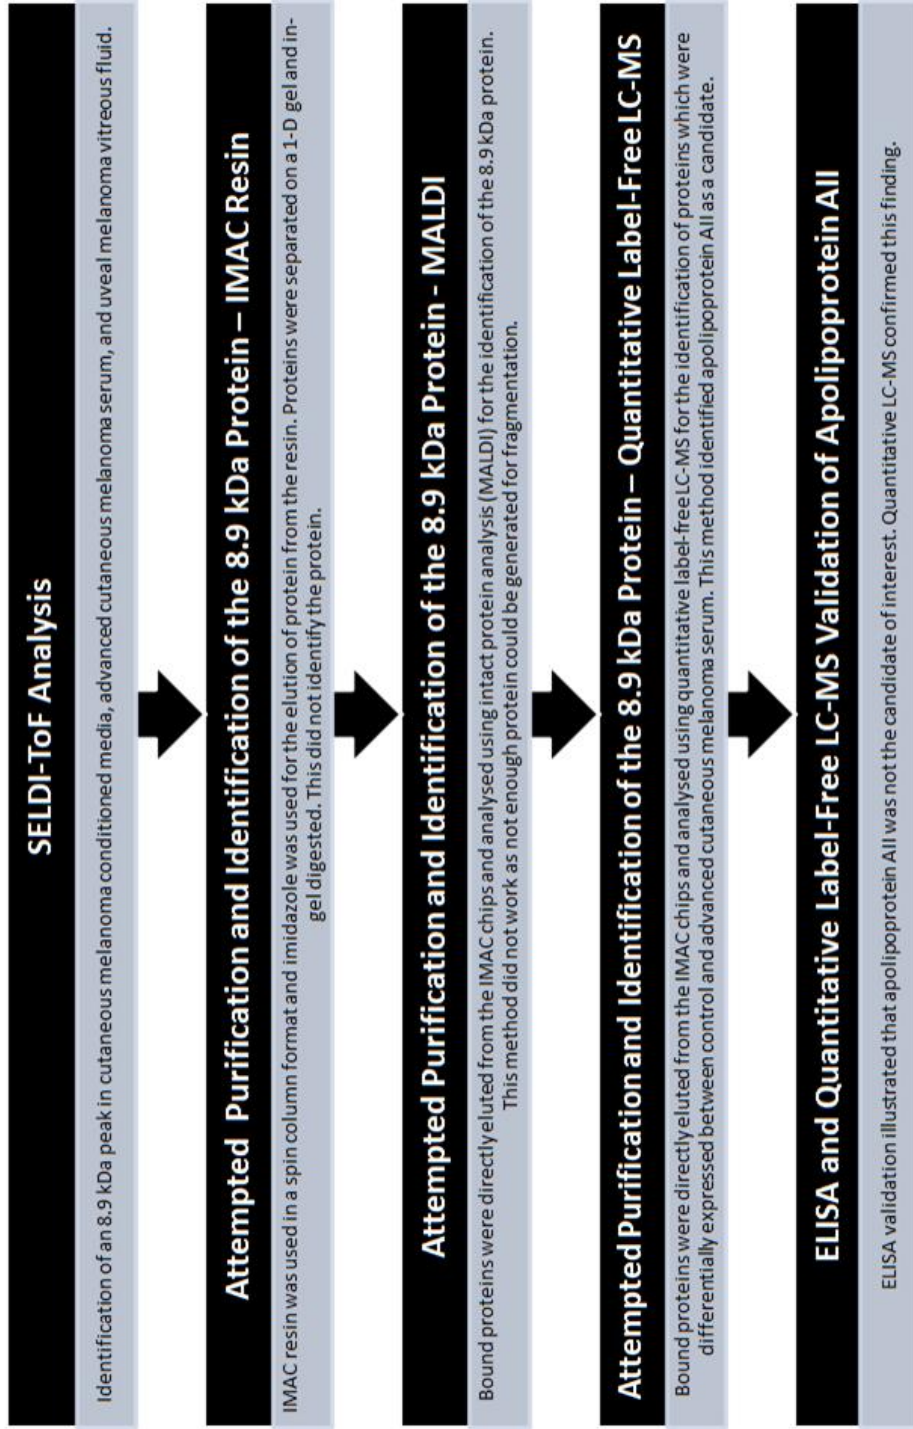 SELDI-ToF Analysis
Identification of an 8.9 kDa peak in cutaneous melanoma conditioned media, advanced cutaneous melanoma serum, and uveal melanoma vitreous fluid.
Attempted Purification and Identification of the 8.9 kDa Protein – IMAC Resin
IMAC resin was used in a spin column format and imidazole was used for the elution of protein from the resin. Proteins were separated on a 1-D gel and in-
gel digested. This did not identify the protein.
Attempted Purification and Identification of the 8.9 kDa Protein - MALDI
Bound proteins were directly eluted from the IMAC chips and analysed using intact protein analysis (MALDI) for the identification of the 8.9 kDa protein.
This method did not work as not enough protein could be generated for fragmentation.
Attempted Purification and Identification of the 8.9 kDa Protein – Quantitative Label-Free LC-MS
Bound proteins were directly eluted from the IMAC chips and analysed using quantitative label-free LC-MS for the identification of proteins which were
differentially expressed between control and advanced cutaneous melanoma serum. This method identified apolipoprotein AII as a candidate.
ELISA and Quantitative Label-Free LC-MS Validation of Apolipoprotein AII
ELISA validation illustrated that apolipoprotein AII was not the candidate of interest. Quantitative LC-MS confirmed this finding.